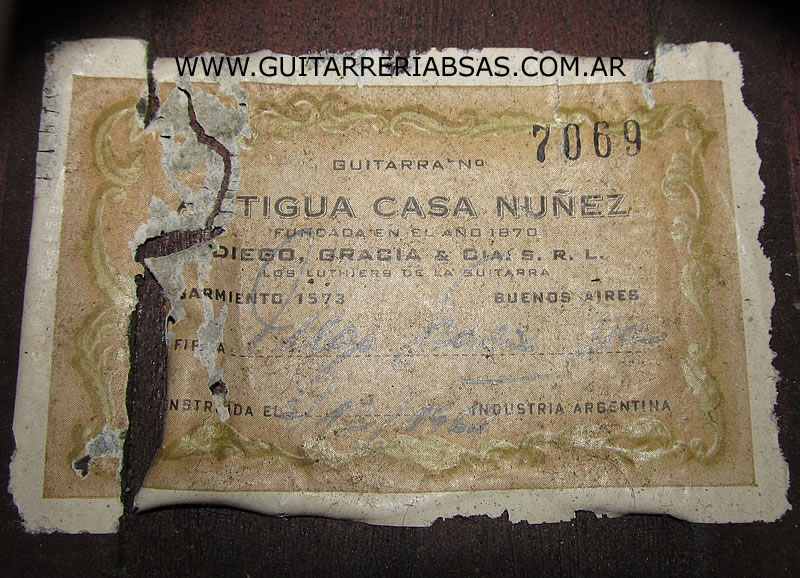 WWW.GUITARRERIABSAS.COM.AR
7069
GUITARRA Nº
TIGUA CASA NUÑEZ
FUNDADA EN EL AÑO 1870
DIEGO, GRACIA & CIA. S. R. L.
LOS LUTHIERS DE LA GUITARRA
SARMIENTO 1573 BUENOS AIRES
FIRMA
NSTRUIDA EL INDUSTRIA ARGENTINA